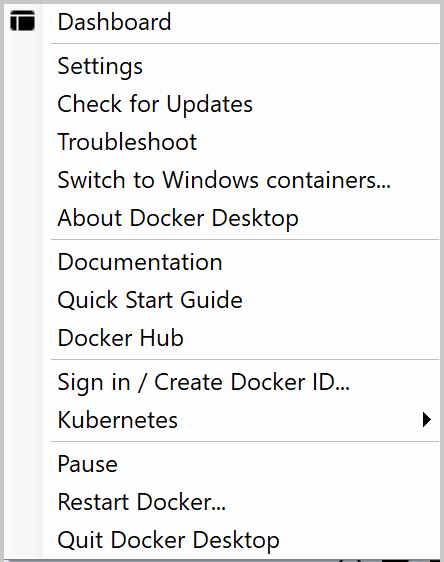 Dashboard
Settings
Check for Updates
Troubleshoot
Switch to Windows containers...
About Docker Desktop
Documentation
Quick Start Guide
Docker Hub
Sign in / Create Docker ID...
Kubernetes
Pause
Restart Docker...
Quit Docker Desktop